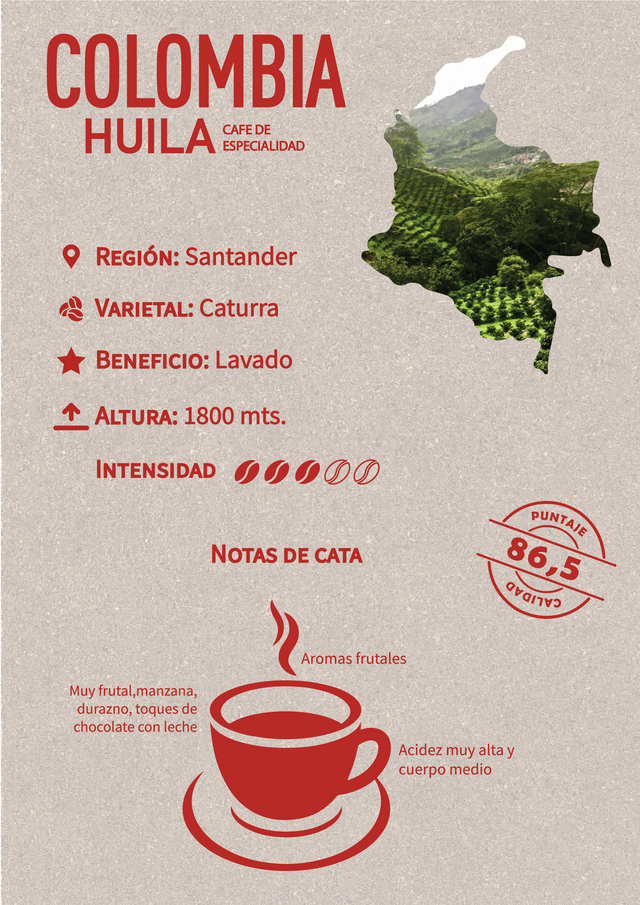 COLOMBIA
HUILA CAFE DE
ESPECIALIDAD
REGIÓN: Santander
VARIETAL: Caturra
BENEFICIO: Lavado
ALTURA: 1800 mts.
INTENSIDAD
PUNTAJE
86,5
CALIDAD
NOTAS DE CATA
Aromas frutales
Muy frutal,manzana,
durazno, toques de
chocolate con leche
Acidez muy alta y
cuerpo medio